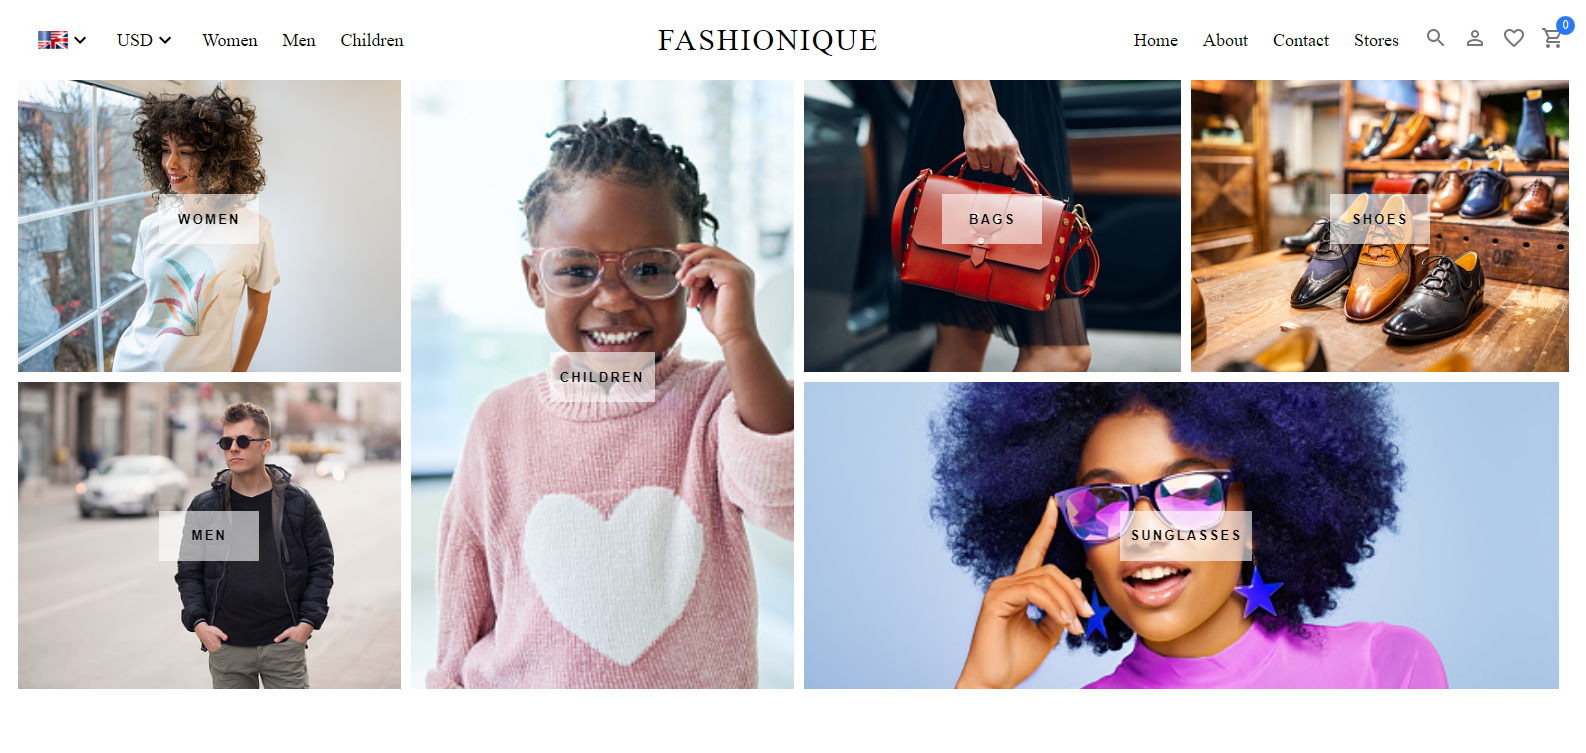 USD Women Men Children FASHIONIQUE Home About Contact Stores 0
WOMEN
BAGS
SHOES
CHILDREN
MEN
SUNGLASSES